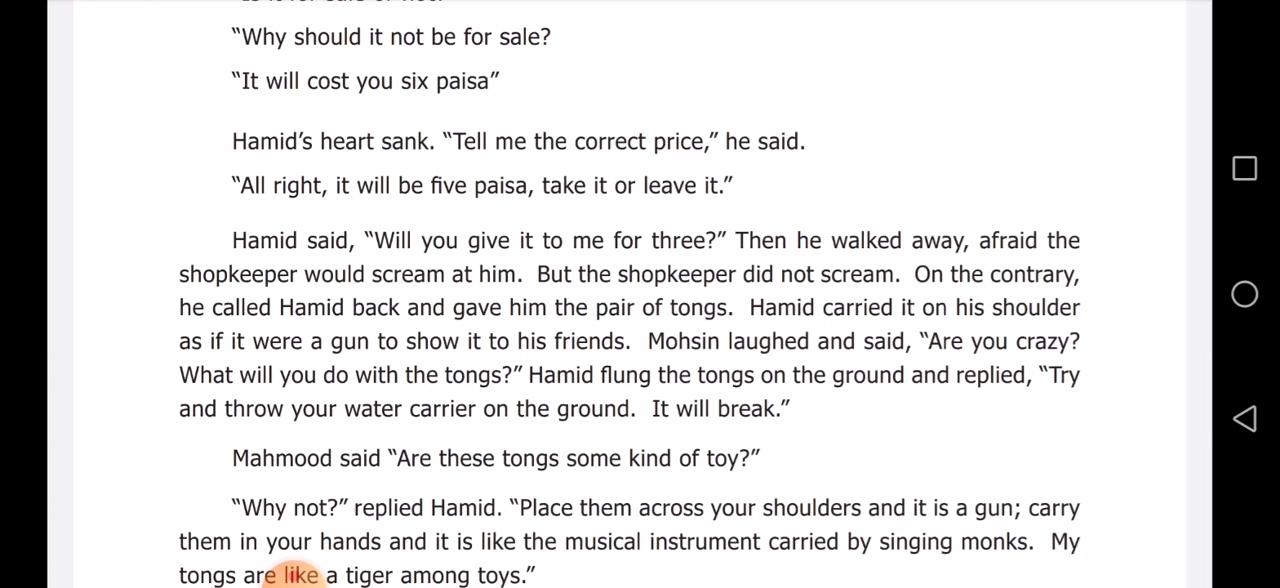 “Why should it not be for sale?
“It will cost you six paisa”
Hamid’s heart sank. “Tell me the correct price,” he said.
“All right, it will be five paisa, take it or leave it.”
Hamid said, “Will you give it to me for three?” Then he walked away, afraid the
shopkeeper would scream at him. But the shopkeeper did not scream. On the contrary,
he called Hamid back and gave him the pair of tongs. Hamid carried it on his shoulder
as if it were a gun to show it to his friends. Mohsin laughed and said, “Are you crazy?
What will you do with the tongs?” Hamid flung the tongs on the ground and replied, “Try
and throw your water carrier on the ground. It will break.”
Mahmood said “Are these tongs some kind of toy?”
“Why not?” replied Hamid. “Place them across your shoulders and it is a gun; carry
them in your hands and it is like the musical instrument carried by singing monks. My
tongs are like a tiger among toys.”